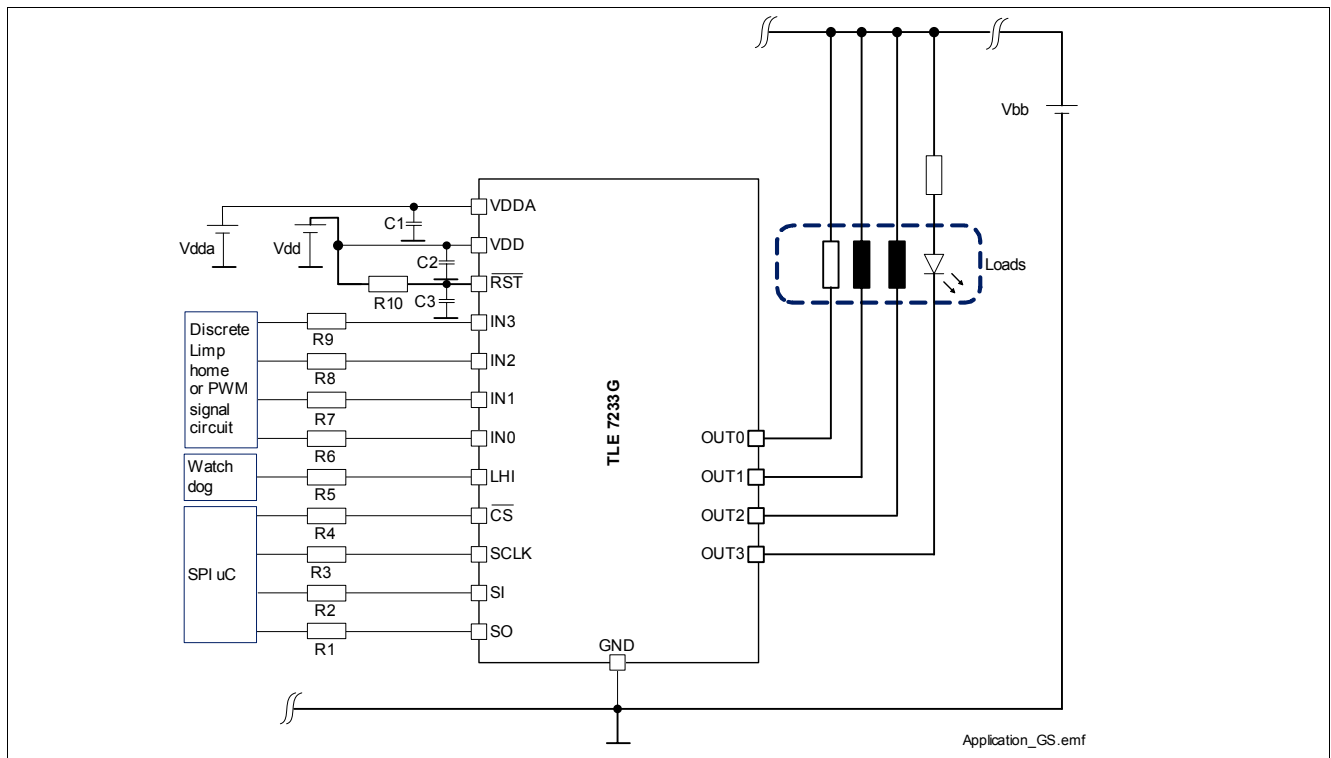 Vbb
VDDA
C1
Vdda
Vdd
VDD
C2
RST
R10
C3
Loads
Discrete
Limp
home
or PWM
signal
circuit
R9
IN3
R8
IN2
R7
IN1
R6
IN0
Watch
dog
R5
LHI
SPI uC
R4
CS
R3
SCLK
R2
SI
R1
SO
TLE 7233G
OUT0
OUT1
OUT2
OUT3
GND
Application_GS.emf